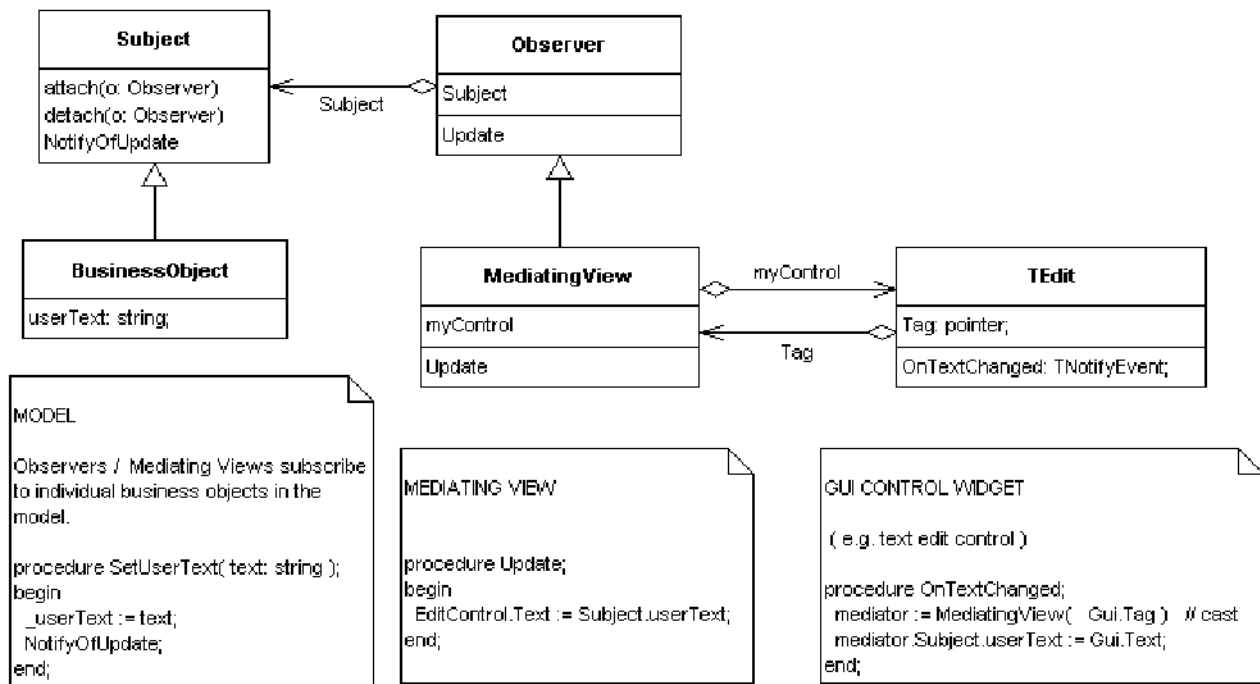 Subject
attach(o: Observer)
detach(o: Observer)
NotifyOfUpdate
Subject
Observer
Subject
Update
BusinessObject
userText: string;
MediatingView
myControl
Update
myControl
Tag
TEdit
Tag: pointer;
OnTextChanged: TNotifyEvent;
MODEL
Observers / Mediating Views subscribe
to individual business objects in the
model.
procedure SetUserText( text: string );
begin
_userText := text;
NotifyOfUpdate;
end;
MEDIATING VIEW
procedure Update;
begin
EditControl.Text := Subject.userText;
end;
GUI CONTROL WIDGET
( e.g. text edit control )
procedure OnTextChanged;
mediator := MediatingView( Gui.Tag ) // cast
mediator.Subject.userText := Gui.Text;
end;